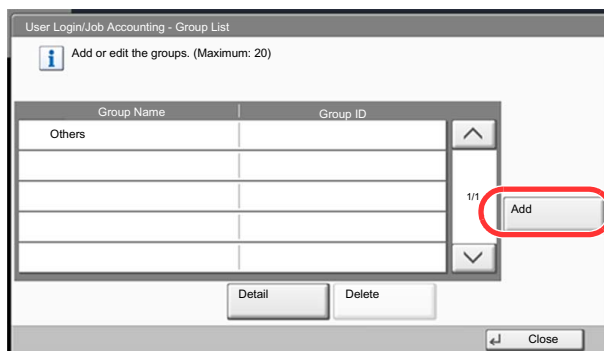 User Login/Job Accounting - Group List
i Add or edit the groups. (Maximum: 20)
Group Name Group ID
Others
1/1
Add
Detail Delete
Close